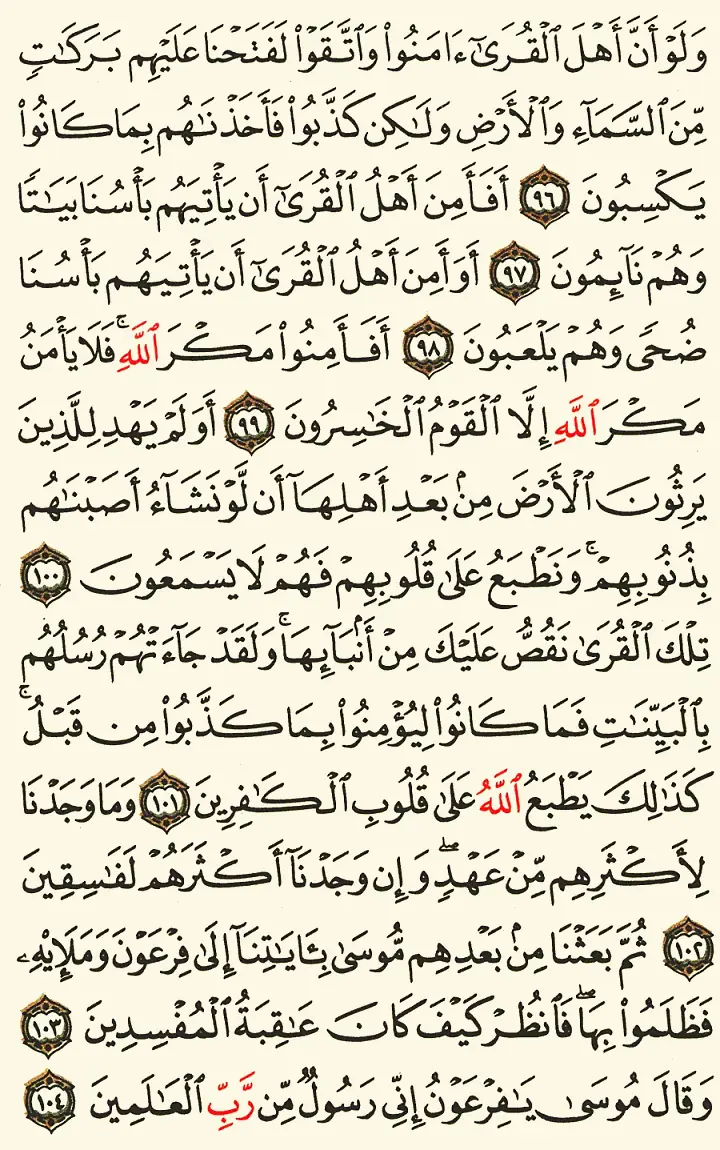 وَلَوْ أَنَّ أَهْلَ ٱلْقُرَىٰٓ ءَامَنُوا۟ وَٱتَّقَوْا۟ لَفَتَحْنَا عَلَيْهِم بَرَكَٰتٍ
مِّنَ ٱلسَّمَآءِ وَٱلْأَرْضِ وَلَٰكِن كَذَّبُوا۟ فَأَخَذْنَٰهُم بِمَا كَانُوا۟
يَكْسِبُونَ ٩٦ أَفَأَمِنَ أَهْلُ ٱلْقُرَىٰٓ أَن يَأْتِيَهُم بَأْسُنَا بَيَٰتًا
وَهُمْ نَآئِمُونَ ٩٧ أَوَأَمِنَ أَهْلُ ٱلْقُرَىٰٓ أَن يَأْتِيَهُم بَأْسُنَا
ضُحًى وَهُمْ يَلْعَبُونَ ٩٨ أَفَأَمِنُوا۟ مَكْرَ ٱللَّهِ ۚ فَلَا يَأْمَنُ
مَكْرَ ٱللَّهِ إِلَّا ٱلْقَوْمُ ٱلْخَٰسِرُونَ ٩٩ أَوَلَمْ يَهْدِ لِلَّذِينَ
يَرِثُونَ ٱلْأَرْضَ مِنۢ بَعْدِ أَهْلِهَآ أَن لَّوْ نَشَآءُ أَصَبْنَٰهُم
بِذُنُوبِهِمْ ۚ وَنَطْبَعُ عَلَىٰ قُلُوبِهِمْ فَهُمْ لَا يَسْمَعُونَ ١٠٠
تِلْكَ ٱلْقُرَىٰ نَقُصُّ عَلَيْكَ مِنْ أَنۢبَآئِهَا ۚ وَلَقَدْ جَآءَتْهُمْ رُسُلُهُم
بِٱلْبَيِّنَٰتِ فَمَا كَانُوا۟ لِيُؤْمِنُوا۟ بِمَا كَذَّبُوا۟ مِن قَبْلُ ۚ
كَذَٰلِكَ يَطْبَعُ ٱللَّهُ عَلَىٰ قُلُوبِ ٱلْكَٰفِرِينَ ١٠١ وَمَا وَجَدْنَا
لِأَكْثَرِهِم مِّنْ عَهْدٍ ۖ وَإِن وَجَدْنَآ أَكْثَرَهُمْ لَفَٰسِقِينَ
١٠٢ ثُمَّ بَعَثْنَا مِنۢ بَعْدِهِم مُّوسَىٰ بِـَٔايَٰتِنَآ إِلَىٰ فِرْعَوْنَ وَمَلَإِي۟هِۦ
فَظَلَمُوا۟ بِهَا ۖ فَٱنظُرْ كَيْفَ كَانَ عَٰقِبَةُ ٱلْمُفْسِدِينَ ١٠٣
وَقَالَ مُوسَىٰ يَٰفِرْعَوْنُ إِنِّى رَسُولٌ مِّن رَّبِّ ٱلْعَٰلَمِينَ ١٠٤